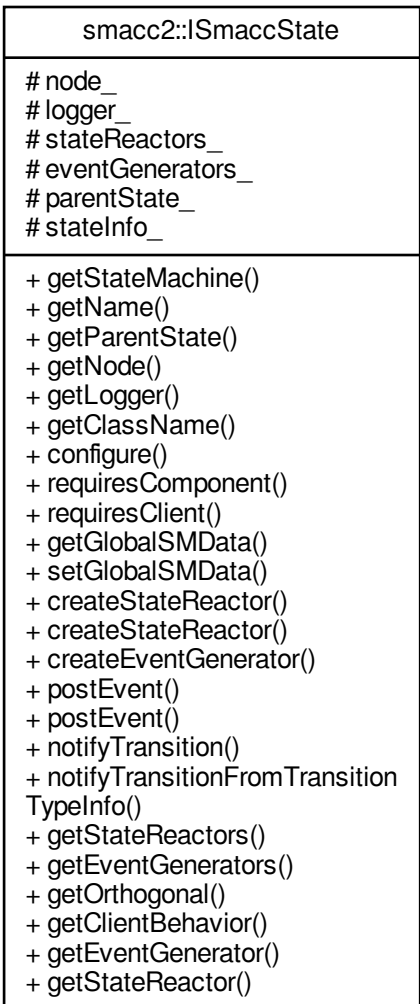 smacc2::ISmaccState
# node_
# logger_
# stateReactors_
# eventGenerators_
# parentState_
# stateInfo_
+ getStateMachine()
+ getName()
+ getParentState()
+ getNode()
+ getLogger()
+ getClassName()
+ configure()
+ requiresComponent()
+ requiresClient()
+ getGlobalSMData()
+ setGlobalSMData()
+ createStateReactor()
+ createStateReactor()
+ createEventGenerator()
+ postEvent()
+ postEvent()
+ notifyTransition()
+ notifyTransitionFromTransition
TypeInfo()
+ getStateReactors()
+ getEventGenerators()
+ getOrthogonal()
+ getClientBehavior()
+ getEventGenerator()
+ getStateReactor()